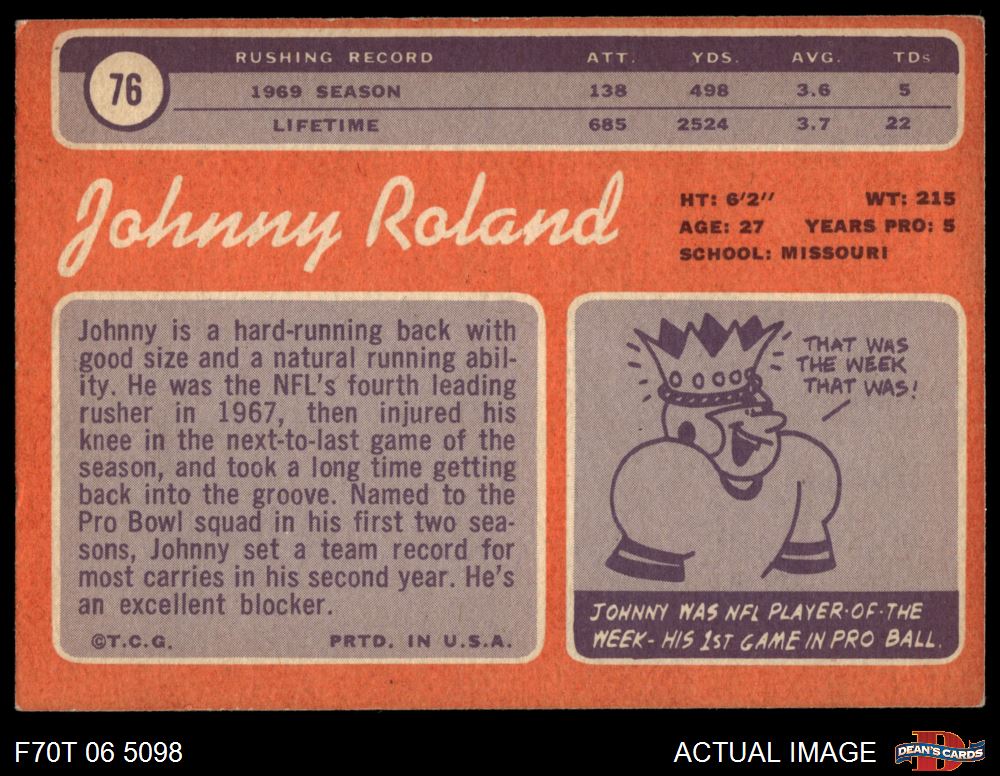 76
RUSHING RECORD ATT. YDS. AVG. TDs
1969 SEASON 138 498 3.6 5
LIFETIME 685 2524 3.7 22
Johnny Roland
HT: 6'2" WT: 215
AGE: 27 YEARS PRO: 5
SCHOOL: MISSOURI
Johnny is a hard-running back with
good size and a natural running abil-
ity. He was the NFL's fourth leading
rusher in 1967, then injured his
knee in the next-to-last game of the
season, and took a long time getting
back into the groove. Named to the
Pro Bowl squad in his first two sea-
sons, Johnny set a team record for
most carries in his second year. He's
an excellent blocker.
©T.C.G. PRTD. IN U.S.A.
THAT WAS
THE WEEK
THAT WAS!
JOHNNY WAS NFL PLAYER-OF-THE
WEEK- HIS 1ST GAME IN PRO BALL.
F70T 06 5098
ACTUAL IMAGE
D
DEAN'S CARDS